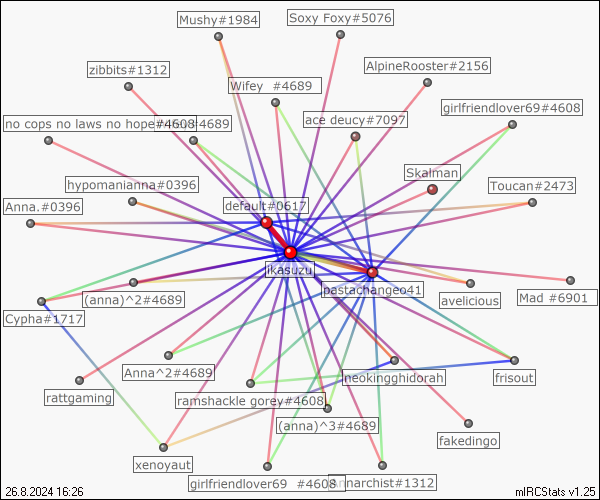 Mushy#1984
Soxy Foxy#5076
zibbits#1312
AlpineRooster#2156
Wifey #4689
girlfriendlover69#4608
no cops no laws no hope#4608
#4689
ace deucy#7097
Skalman
hypomanianna#0396
Toucan#2473
Anna.#0396
default#0617
ikasuzu
pastachangeo41
(anna)^2#4689
avelicious
Mad #6901
Cypha#1717
Anna^2#4689
neokingghidorah
frisout
rattgaming
ramshackle gorey#4608
(anna)^3#4689
fakedingo
xenoyaut
girlfriendlover69 #4608
narchist#1312
26.8.2024 16:26
mIRCStats v1.25